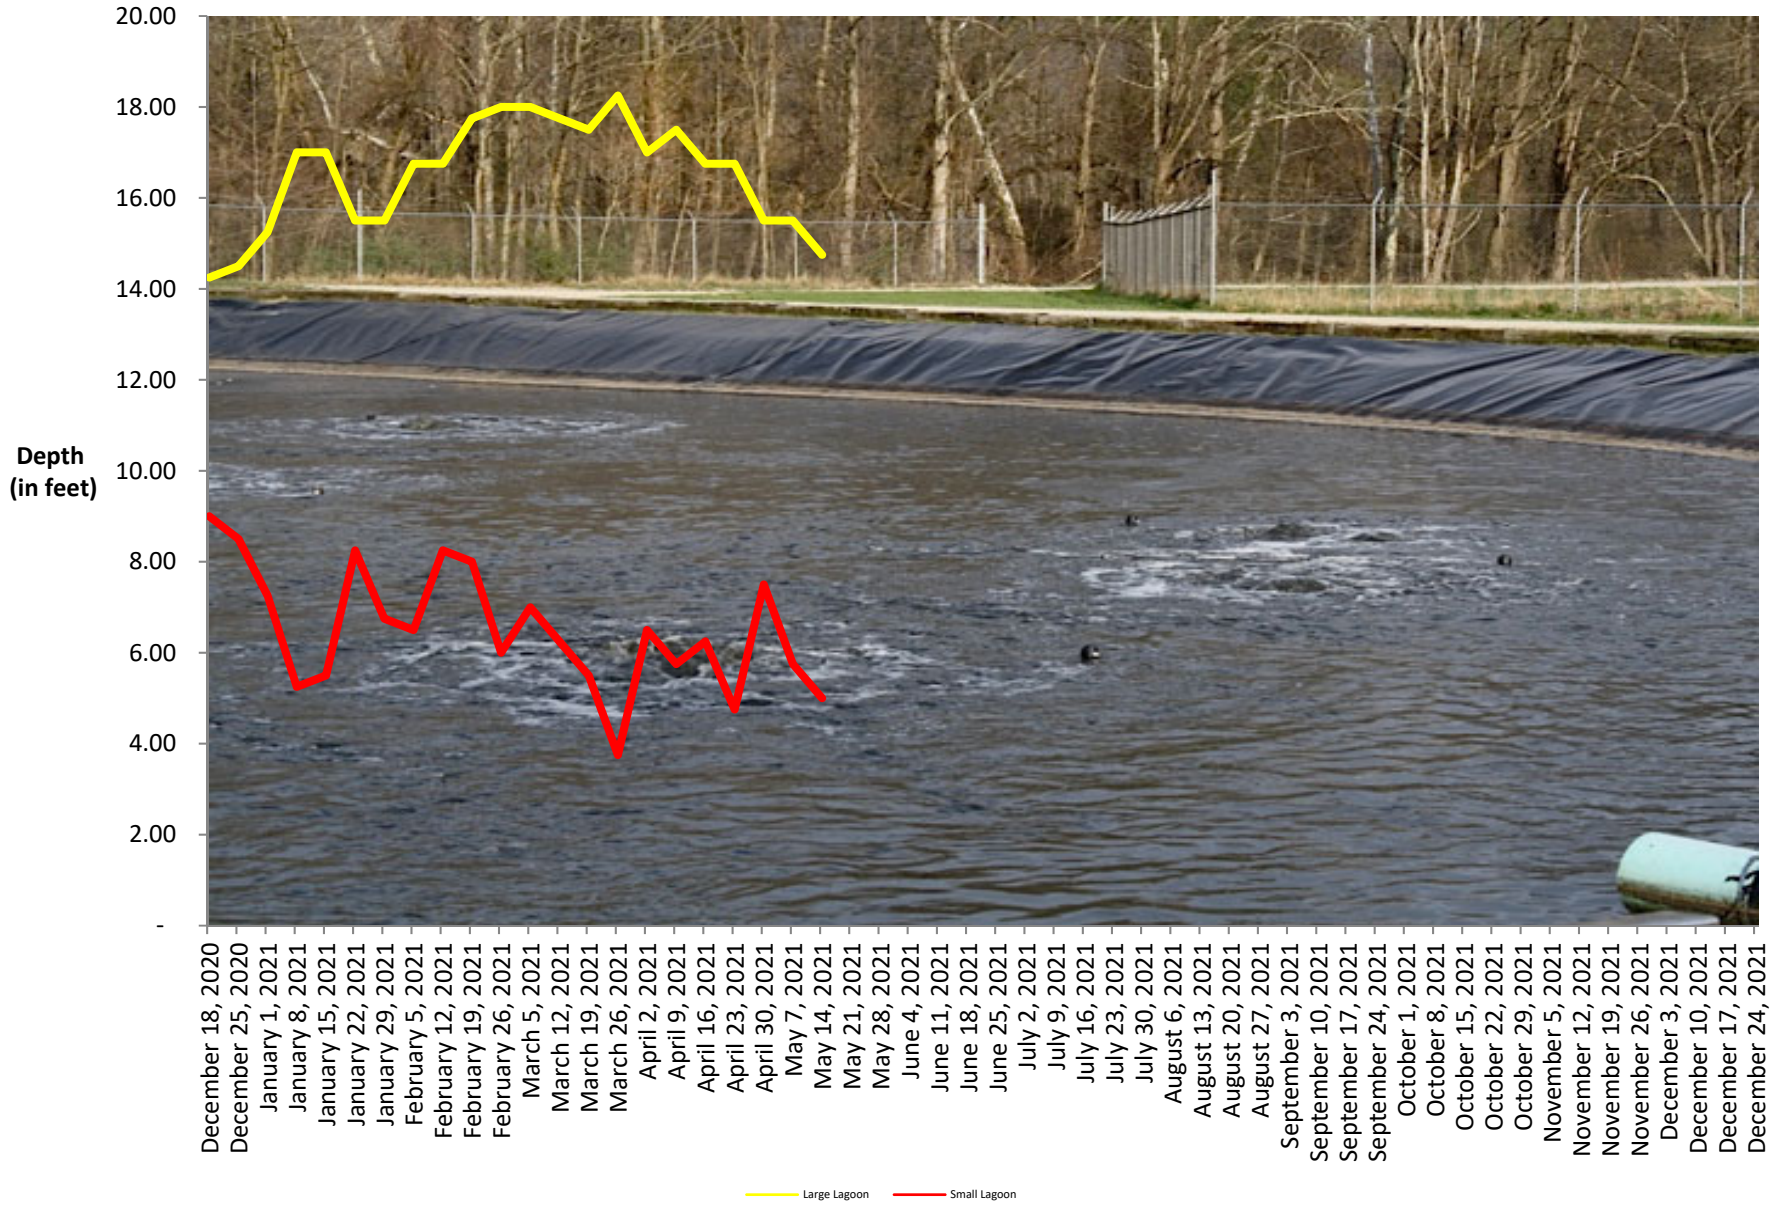 20.00
18.00
16.00
14.00
12.00
10.00
8.00
6.00
4.00
2.00
-
Depth
(in feet)
December 18, 2020
December 25, 2020
January 1, 2021
January 8, 2021
January 15, 2021
January 22, 2021
January 29, 2021
February 5, 2021
February 12, 2021
February 19, 2021
February 26, 2021
March 5, 2021
March 12, 2021
March 19, 2021
March 26, 2021
April 2, 2021
April 9, 2021
April 16, 2021
April 23, 2021
April 30, 2021
May 7, 2021
May 14, 2021
May 21, 2021
May 28, 2021
June 4, 2021
June 11, 2021
June 18, 2021
June 25, 2021
July 2, 2021
July 9, 2021
July 16, 2021
July 23, 2021
July 30, 2021
August 6, 2021
August 13, 2021
August 20, 2021
August 27, 2021
September 3, 2021
September 10, 2021
September 17, 2021
September 24, 2021
October 1, 2021
October 8, 2021
October 15, 2021
October 22, 2021
October 29, 2021
November 5, 2021
November 12, 2021
November 19, 2021
November 26, 2021
December 3, 2021
December 10, 2021
December 17, 2021
December 24, 2021
Large Lagoon
Small Lagoon